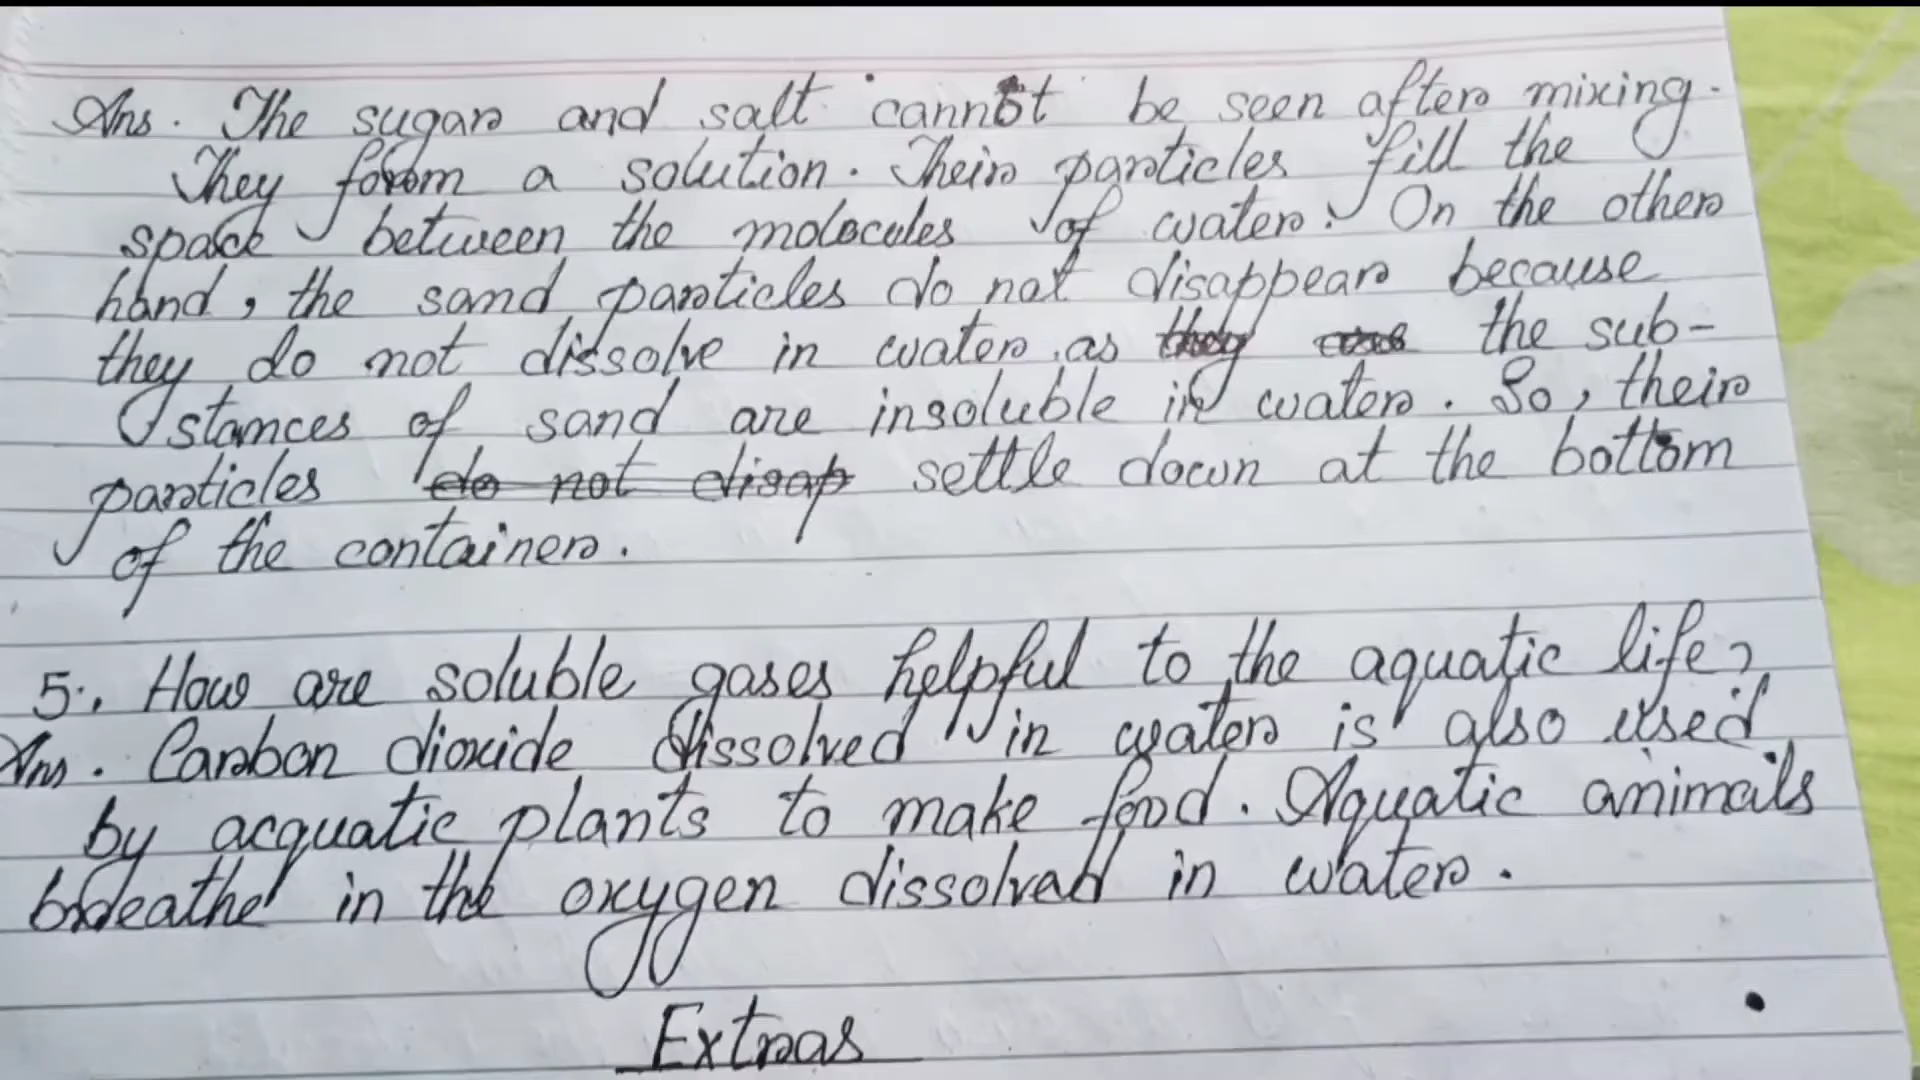 Ans. The sugar and salt cannot be seen after mixing.
They form a solution. Their particles fill the
space between the molecules of water. On the other
hand, the sand particles do not disappear because
they do not dissolve in water as they are the sub-
stances of sand are insoluble in water. So, their
particles do not disap settle down at the bottom
of the container.
5. How are soluble gases helpful to the aquatic life?
Ans. Carbon dioxide dissolved in water is also used
by acquatic plants to make food. Aquatic animals
breathe in the oxygen dissolved in water.
Extras